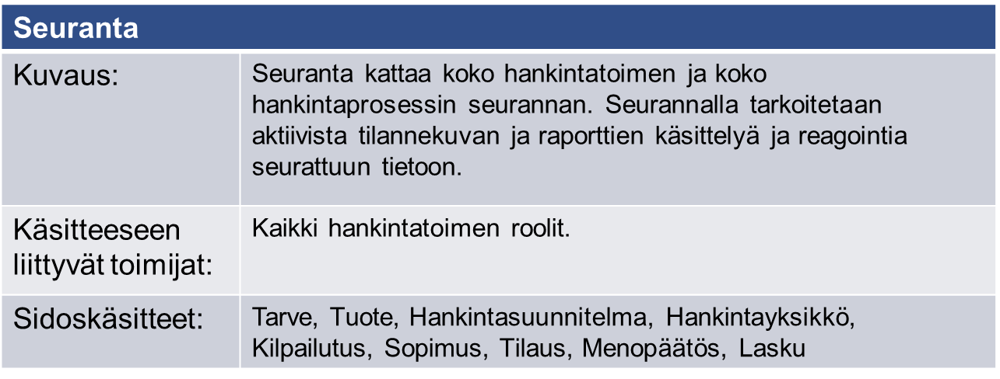 Seuranta
Kuvaus:
Seuranta kattaa koko hankintatoimen ja koko
hankintaprosessin seurannan. Seurannalla tarkoitetaan
aktiivista tilannekuvan ja raporttien käsittelyä ja reagointia
seurattuun tietoon.
Käsitteeseen
liittyvät toimijat:
Kaikki hankintatoimen roolit.
Sidoskäsitteet:
Tarve, Tuote, Hankintasuunnitelma, Hankintayksikkö,
Kilpailutus, Sopimus, Tilaus, Menopäätös, Lasku